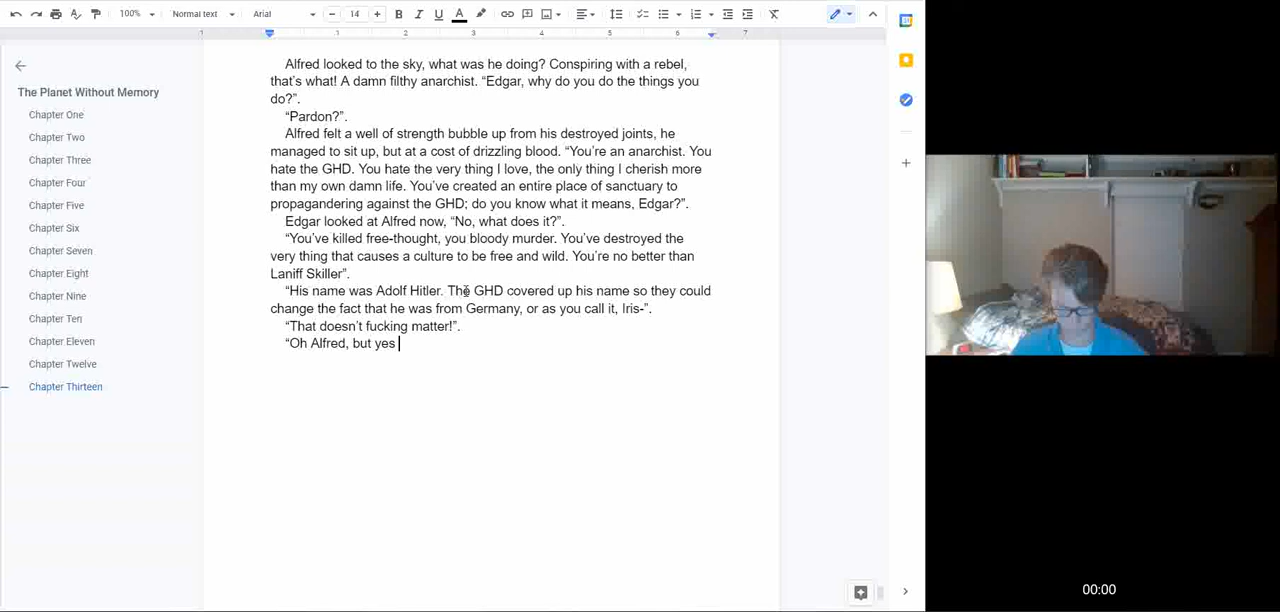 100%
Normal text
Arial
14
1
1
2
3
4
5
6
7
The Planet Without Memory
Chapter One
Chapter Two
Chapter Three
Chapter Four
Chapter Five
Chapter Six
Chapter Seven
Chapter Eight
Chapter Nine
Chapter Ten
Chapter Eleven
Chapter Twelve
Chapter Thirteen
Alfred looked to the sky, what was he doing? Conspiring with a rebel,
that’s what! A damn filthy anarchist. “Edgar, why do you do the things you
do?”.
“Pardon?”.
Alfred felt a well of strength bubble up from his destroyed joints, he
managed to sit up, but at a cost of drizzling blood. “You’re an anarchist. You
hate the GHD. You hate the very thing I love, the only thing I cherish more
than my own damn life. You’ve created an entire place of sanctuary to
propagandering against the GHD; do you know what it means, Edgar?”.
Edgar looked at Alfred now, “No, what does it?”.
“You’ve killed free-thought, you bloody murder. You’ve destroyed the
very thing that causes a culture to be free and wild. You’re no better than
Laniff Skiller”.
“His name was Adolf Hitler. The GHD covered up his name so they could
change the fact that he was from Germany, or as you call it, Iris-”.
“That doesn’t fucking matter!”.
“Oh Alfred, but yes
00:00